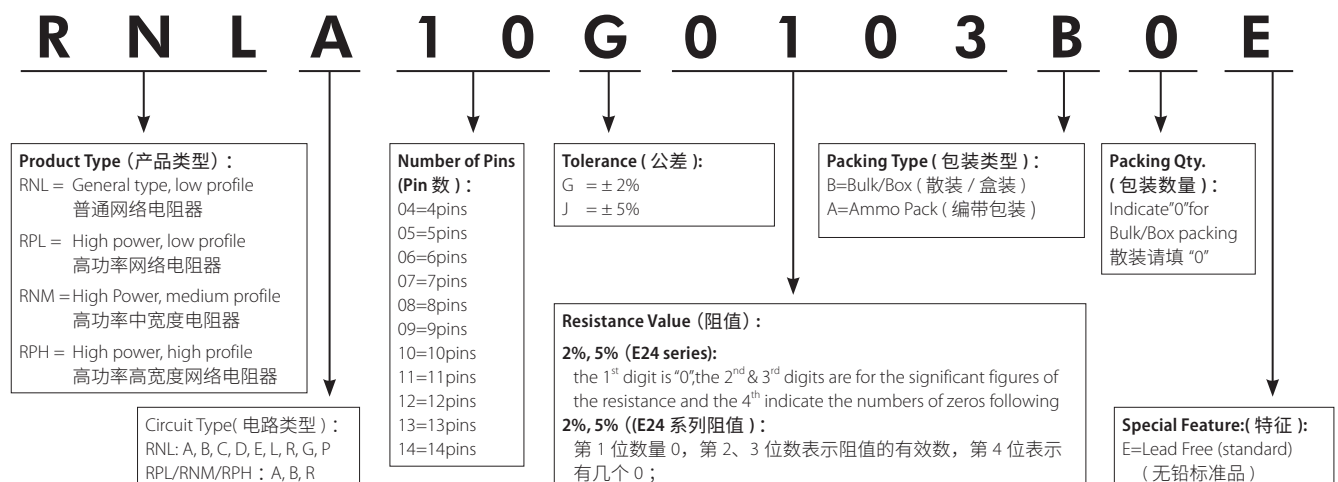 R N L A 1 0 G 0 1 0 3 B 0 E
Product Type（产品类型）：
RNL = General type, low profile
普通网络电阻器
RPL = High power, low profile
高功率网络电阻器
RNM = High Power, medium profile
高功率中宽度电阻器
RPH = High power, high profile
高功率高宽度网络电阻器
Circuit Type( 电路类型 )：
RNL: A, B, C, D, E, L, R, G, P
RPL/RNM/RPH：A, B, R
Number of Pins
(Pin 数 )：
04=4pins
05=5pins
06=6pins
07=7pins
08=8pins
09=9pins
10=10pins
11=11pins
12=12pins
13=13pins
14=14pins
Tolerance ( 公差 ):
G = ± 2%
J = ± 5%
Resistance Value（阻值）:
2%, 5%（E24 series):
the 1st digit is "0",the 2nd & 3rd digits are for the significant figures of
the resistance and the 4th indicate the numbers of zeros following
2%, 5%（(E24 系列阻值 )：
第 1 位数量 0，第 2、3 位数表示阻值的有效数，第 4 位表示
有几个 0；
Packing Type ( 包装类型 )：
B=Bulk/Box ( 散装 / 盒装 )
A=Ammo Pack ( 编带包装 )
Packing Qty.
( 包装数量 )：
Indicate"0"for
Bulk/Box packing
散装请填 "0"
Special Feature:( 特征 ):
E=Lead Free (standard)
( 无铅标准品 )